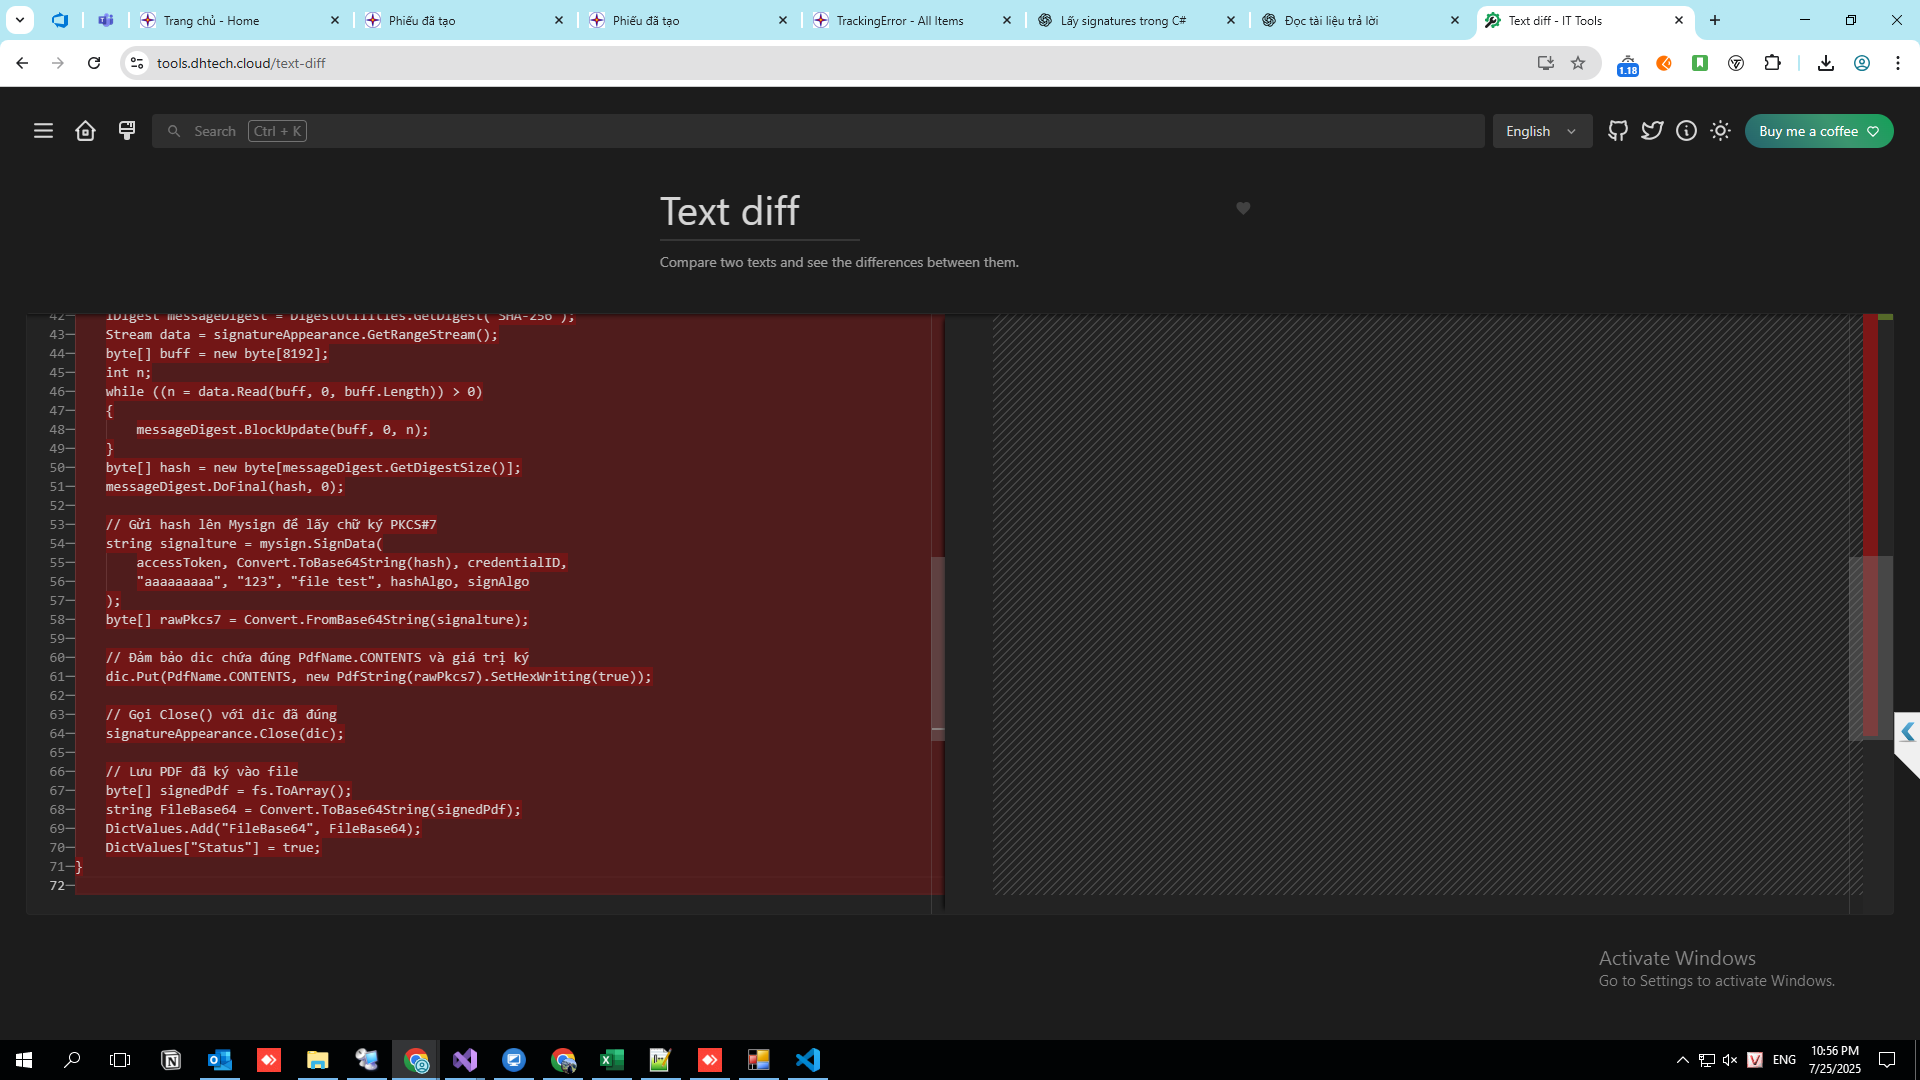 Trang chủ - Home
Phiếu đã tạo
Phiếu đã tạo
TrackingError - All Items
Lấy signatures trong C#
Đọc tài liệu trả lời
Text diff - IT Tools
tools.dhtech.cloud/text-diff
1.18
Search Ctrl + K
English
Buy me a coffee
Text diff
Compare two texts and see the differences between them.
42 IDigest messageDigest = DigestUtilities.GetDigest("SHA-256");
43 Stream data = signatureAppearance.GetRangeStream();
44 byte[] buff = new byte[8192];
45 int n;
46 while ((n = data.Read(buff, 0, buff.Length)) > 0)
47 {
48 messageDigest.BlockUpdate(buff, 0, n);
49 }
50 byte[] hash = new byte[messageDigest.GetDigestSize()];
51 messageDigest.DoFinal(hash, 0);
52
53 // Gửi hash lên Mysign để lấy chữ ký PKCS#7
54 string signalture = mysign.SignData(
55 accessToken, Convert.ToBase64String(hash), credentialID,
56 "aaaaaaaaa", "123", "file test", hashAlgo, signAlgo
57 );
58 byte[] rawPkcs7 = Convert.FromBase64String(signalture);
59
60 // Đảm bảo dic chứa đúng PdfName.CONTENTS và giá trị ký
61 dic.Put(PdfName.CONTENTS, new PdfString(rawPkcs7).SetHexWriting(true));
62
63 // Gọi Close() với dic đã đúng
64 signatureAppearance.Close(dic);
65
66 // Lưu PDF đã ký vào file
67 byte[] signedPdf = fs.ToArray();
68 string FileBase64 = Convert.ToBase64String(signedPdf);
69 DictValues.Add("FileBase64", FileBase64);
70 DictValues["Status"] = true;
71 }
72
Activate Windows
Go to Settings to activate Windows.
ENG
10:56 PM
7/25/2025